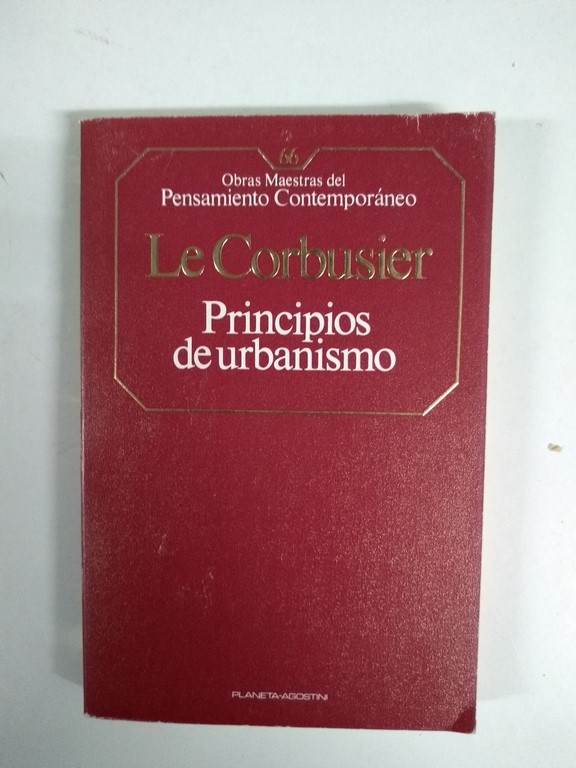 66
Obras Maestras del
Pensamiento Contemporáneo
Le Corbusier
Principios
de urbanismo
PLANETA-AGOSTINI